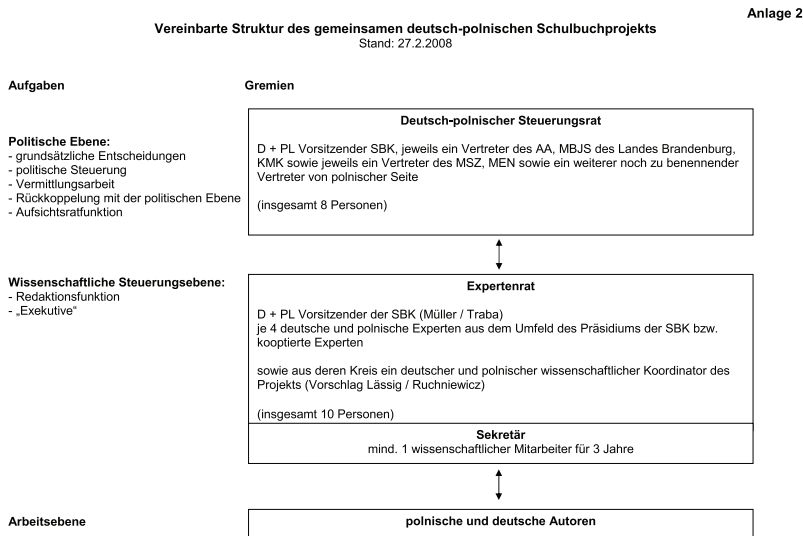 Anlage 2
Vereinbarte Struktur des gemeinsamen deutsch-polnischen Schulbuchprojekts
Stand: 27.2.2008
Aufgaben
Gremien
Politische Ebene:
- grundsätzliche Entscheidungen
- politische Steuerung
- Vermittlungsarbeit
- Rückkoppelung mit der politischen Ebene
- Aufsichtsratfunktion
Deutsch-polnischer Steuerungsrat
D + PL Vorsitzender SBK, jeweils ein Vertreter des AA, MBJS des Landes Brandenburg,
KMK sowie jeweils ein Vertreter des MSZ, MEN sowie ein weiterer noch zu benennender
Vertreter von polnischer Seite
(insgesamt 8 Personen)
Wissenschaftliche Steuerungsebene:
- Redaktionsfunktion
- „Exekutive“
Expertenrat
D + PL Vorsitzender der SBK (Müller / Traba)
je 4 deutsche und polnische Experten aus dem Umfeld des Präsidiums der SBK bzw.
kooptierte Experten
sowie aus deren Kreis ein deutscher und polnischer wissenschaftlicher Koordinator des
Projekts (Vorschlag Lässig / Ruchniewicz)
(insgesamt 10 Personen)
Sekretär
mind. 1 wissenschaftlicher Mitarbeiter für 3 Jahre
Arbeitsebene
polnische und deutsche Autoren